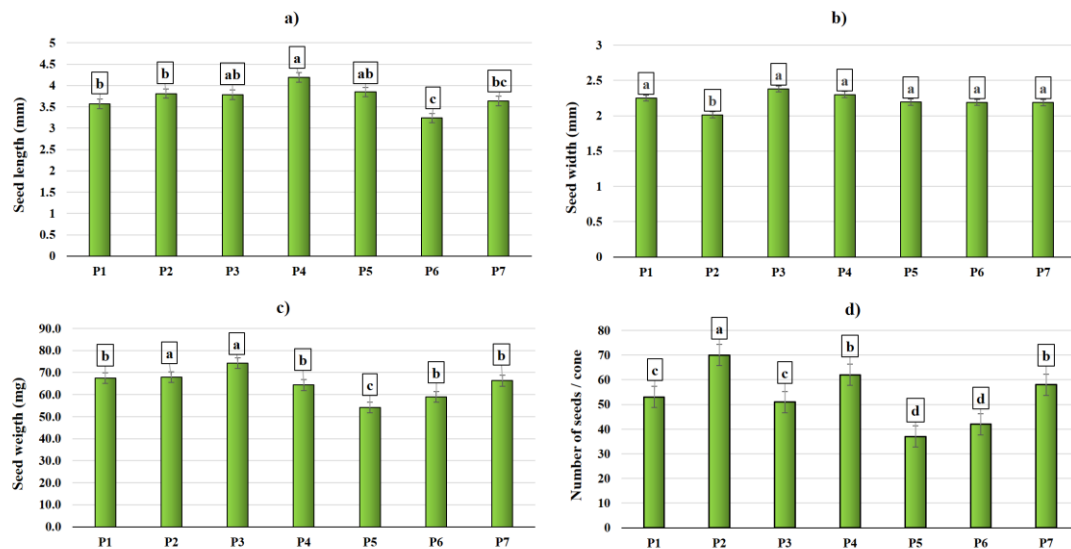 a)
Seed length (mm)
5
4.5
4
3.5
3
2.5
2
1.5
1
0.5
0
b b ab a ab c bc
P1 P2 P3 P4 P5 P6 P7
b)
Seed width (mm)
3
2.5
2
1.5
1
0.5
0
a b a a a a a
P1 P2 P3 P4 P5 P6 P7
c)
Seed weigth (mg)
90.0
80.0
70.0
60.0
50.0
40.0
30.0
20.0
10.0
0.0
b a a b c b b
P1 P2 P3 P4 P5 P6 P7
d)
Number of seeds / cone
80
70
60
50
40
30
20
10
0
c a c b d d b
P1 P2 P3 P4 P5 P6 P7